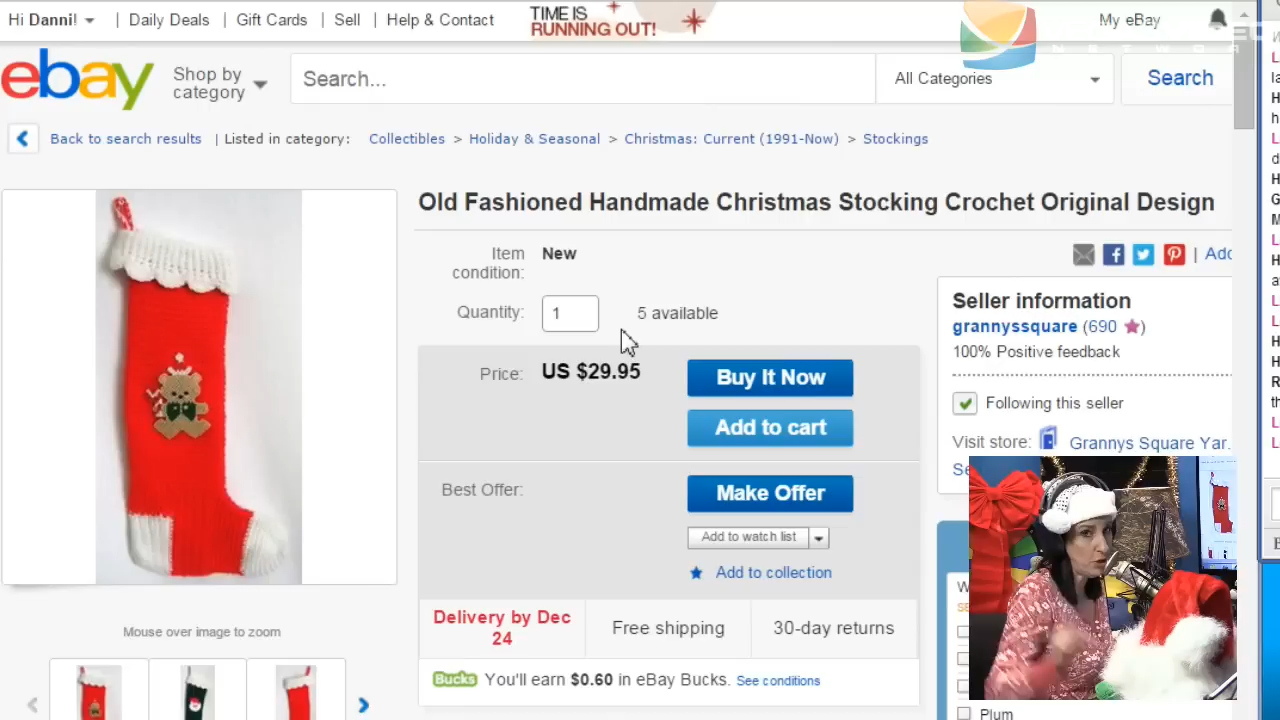 Hi Danni!
Daily Deals
Gift Cards
Sell
Help & Contact
TIME IS
RUNNING OUT!
My eBay
ebay
Shop by
category
Search...
All Categories
Search
Back to search results
Listed in category:
Collectibles > Holiday & Seasonal > Christmas: Current (1991-Now) > Stockings
Old Fashioned Handmade Christmas Stocking Crochet Original Design
Item
condition:
New
Quantity:
1
5 available
Price:
US $29.95
Buy It Now
Add to cart
Best Offer:
Make Offer
Add to watch list
Add to collection
Delivery by Dec
24
Free shipping
30-day returns
Bucks
You'll earn $0.60 in eBay Bucks.
See conditions
Mouse over image to zoom
Seller information
grannyssquare (690)
100% Positive feedback
Following this seller
Visit store:
Grannys Square Yar.
Plum